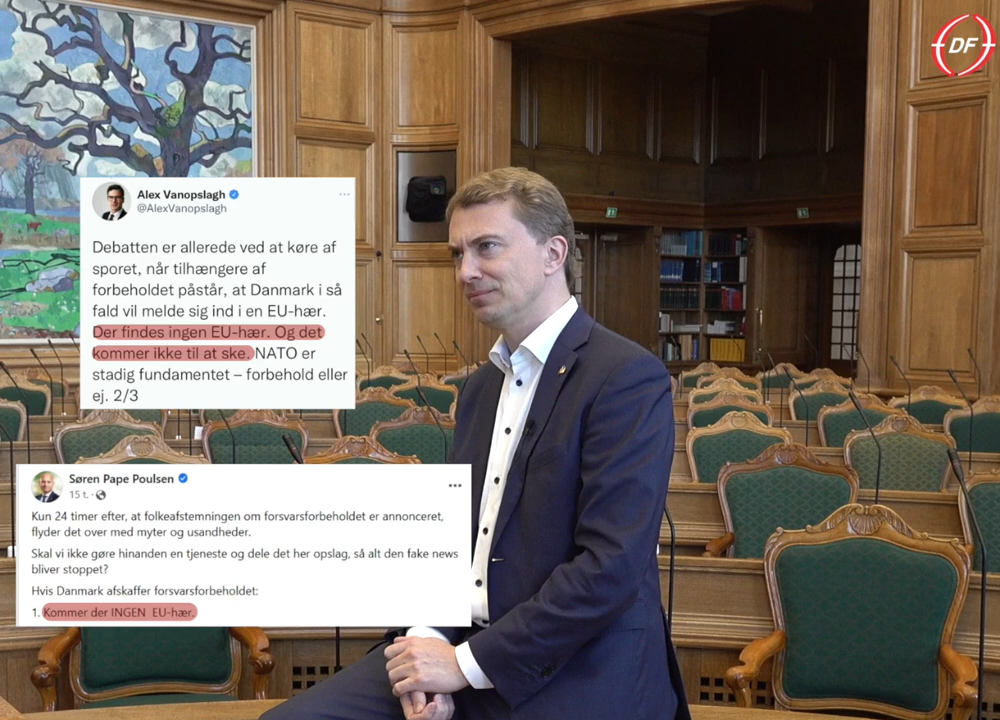 DF
Alex Vanopslagh
@AlexVanopslagh
Debatten er allerede ved at køre af
sporet, når tilhængere af
forbeholdet påstår, at Danmark i så
fald vil melde sig ind i en EU-hær.
Der findes ingen EU-hær. Og det
kommer ikke til at ske. NATO er
stadig fundamentet – forbehold eller
ej. 2/3
Søren Pape Poulsen
15 t. ·
Kun 24 timer efter, at folkeafstemningen om forsvarsforbeholdet er annonceret,
flyder det over med myter og usandheder.
Skal vi ikke gøre hinanden en tjeneste og dele det her opslag, så alt den fake news
bliver stoppet?
Hvis Danmark afskaffer forsvarsforbeholdet:
1. Kommer der INGEN EU-hær.